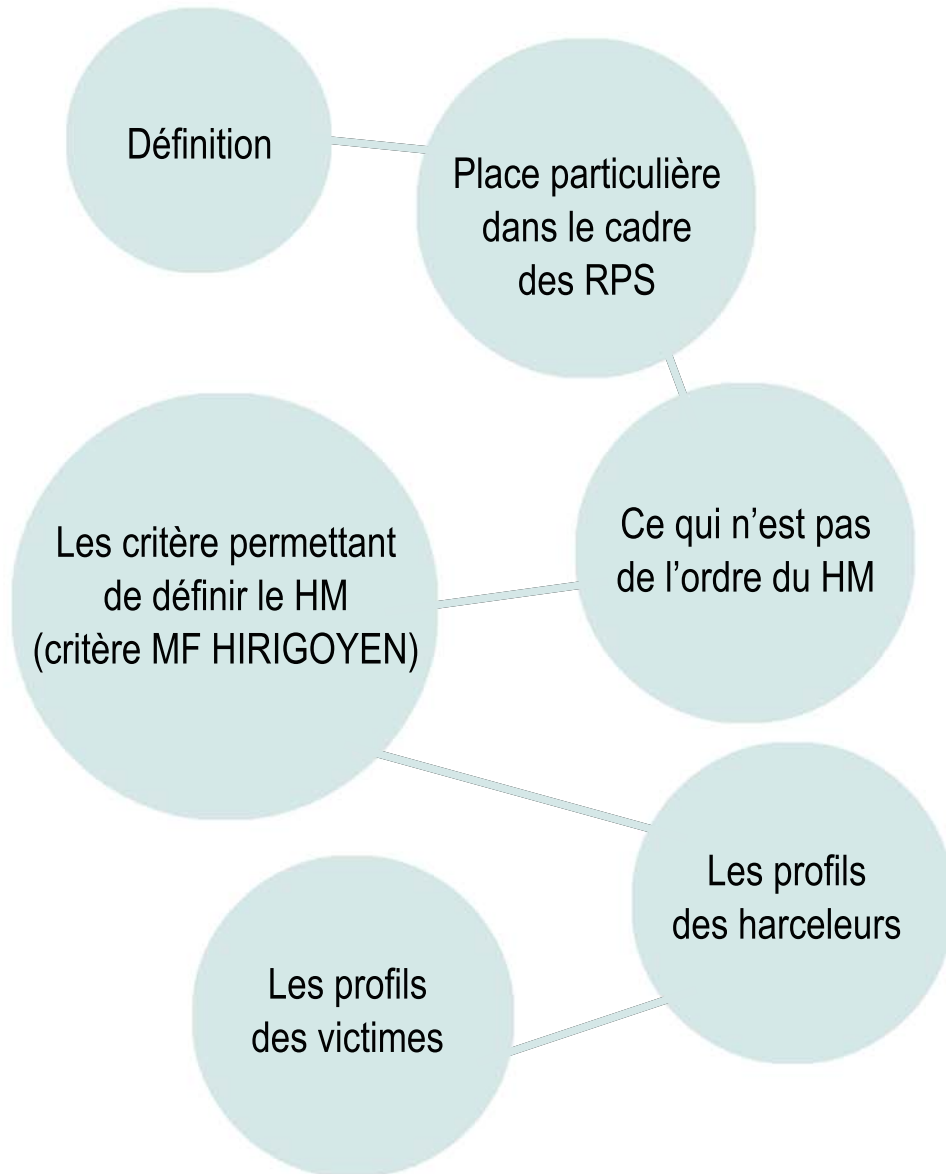 Définition
Place particulière
dans le cadre
des RPS
Ce qui n’est pas
de l’ordre du HM
Les critère permettant
de définir le HM
(critère MF HIRIGOYEN)
Les profils
des harceleurs
Les profils
des victimes